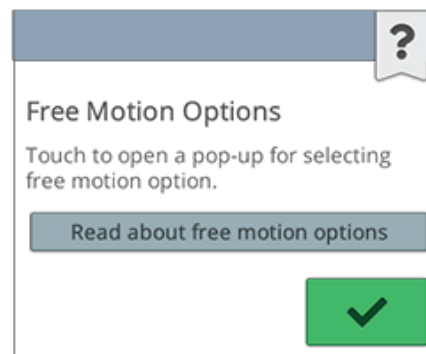 ?
Free Motion Options
Touch to open a pop-up for selecting
free motion option.
Read about free motion options